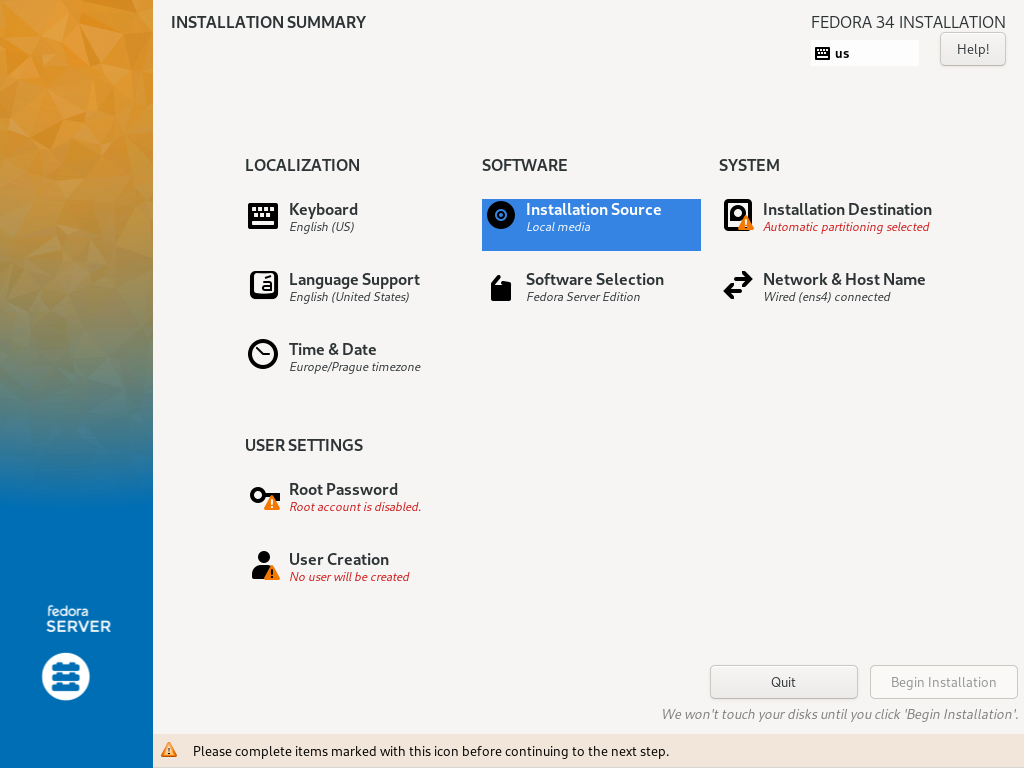 INSTALLATION SUMMARY
FEDORA 34 INSTALLATION
us
Help!
LOCALIZATION
Keyboard
English (US)
Language Support
English (United States)
Time & Date
Europe/Prague timezone
SOFTWARE
Installation Source
Local media
Software Selection
Fedora Server Edition
SYSTEM
Installation Destination
Automatic partitioning selected
Network & Host Name
Wired (ens4) connected
USER SETTINGS
Root Password
Root account is disabled.
User Creation
No user will be created
fedora
SERVER
Quit
Begin Installation
We won't touch your disks until you click 'Begin Installation'.
Please complete items marked with this icon before continuing to the next step.